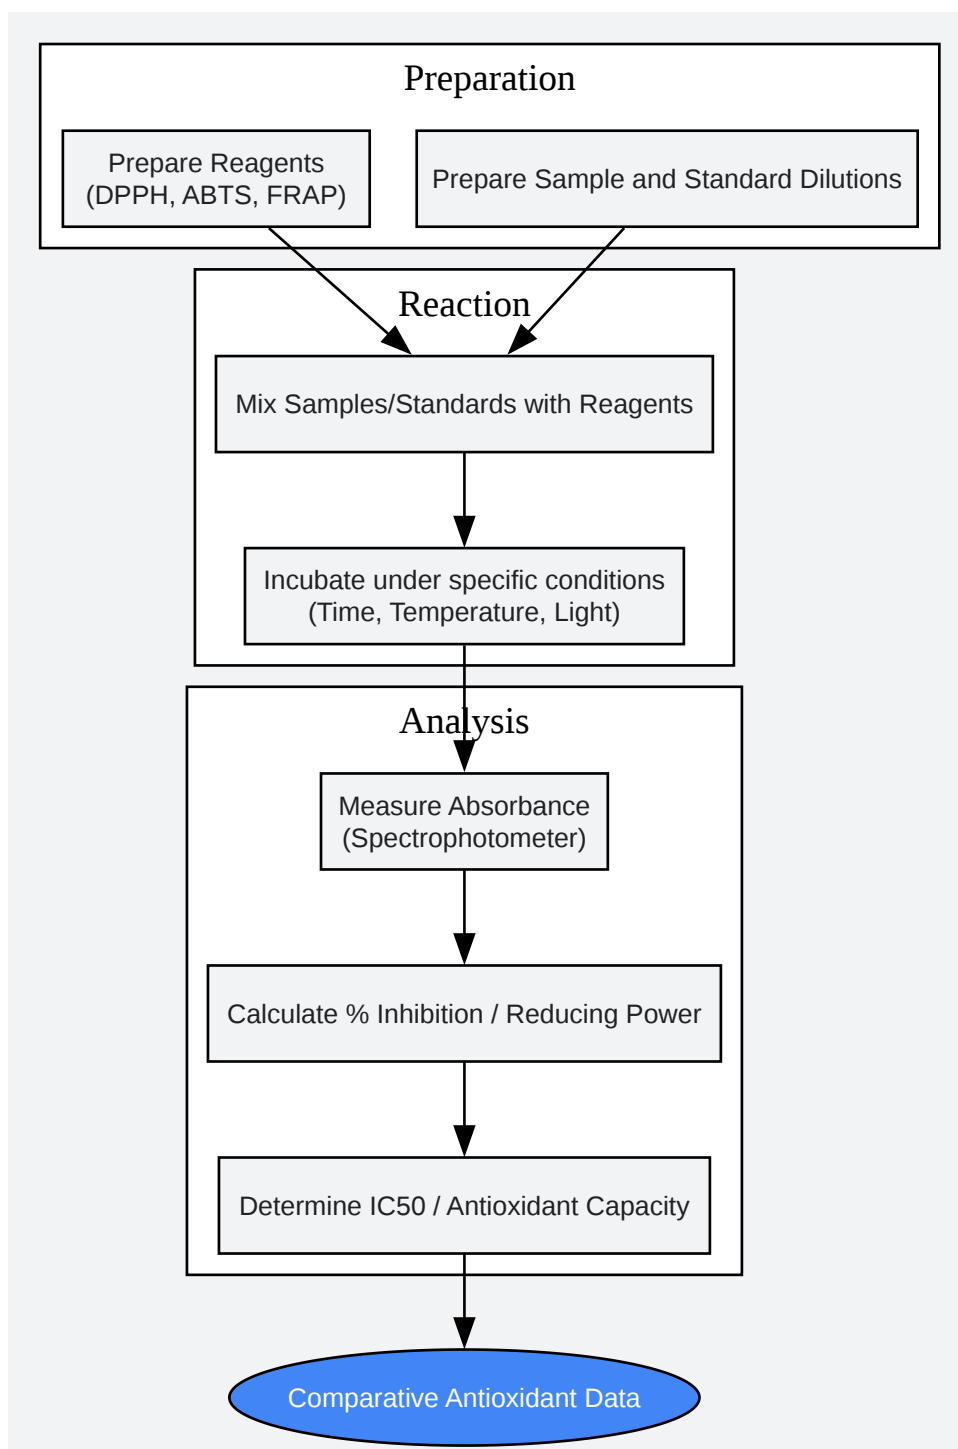 Preparation
Prepare Reagents
(DPPH, ABTS, FRAP)
Prepare Sample and Standard Dilutions
Reaction
Mix Samples/Standards with Reagents
Incubate under specific conditions
(Time, Temperature, Light)
Analysis
Measure Absorbance
(Spectrophotometer)
Calculate % Inhibition / Reducing Power
Determine IC50 / Antioxidant Capacity
Comparative Antioxidant Data